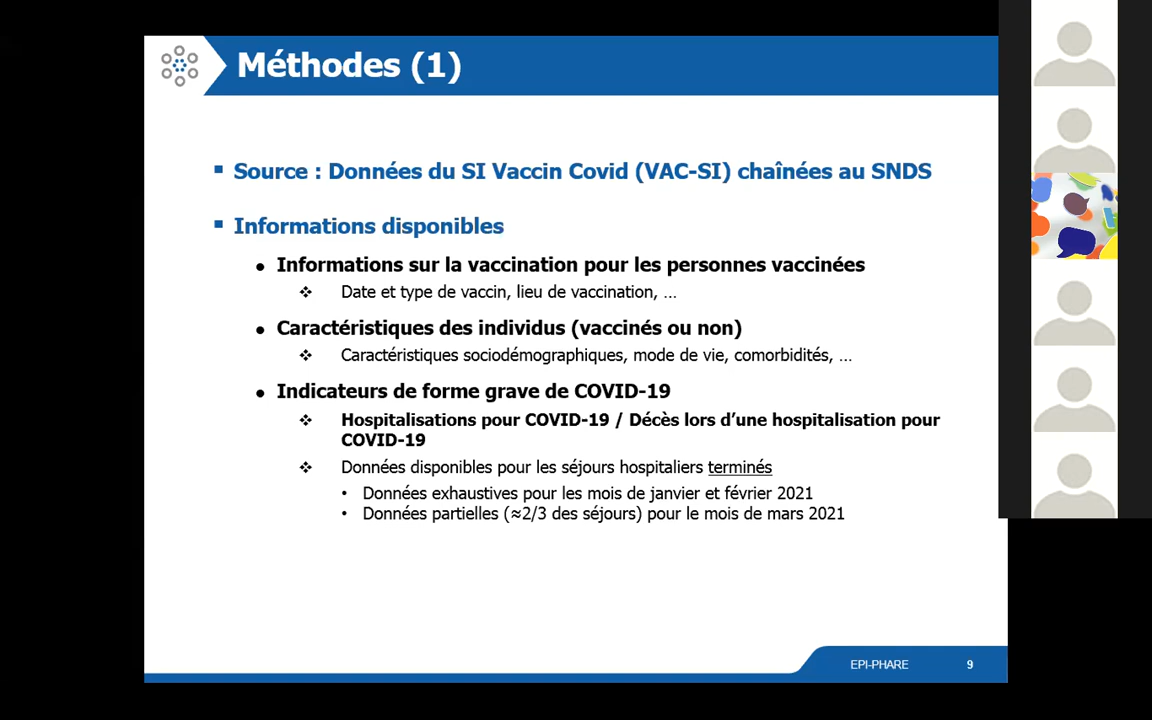 Méthodes (1)
Source : Données du SI Vaccin Covid (VAC-SI) chaînées au SNDS
Informations disponibles
Informations sur la vaccination pour les personnes vaccinées
Date et type de vaccin, lieu de vaccination, ...
Caractéristiques des individus (vaccinés ou non)
Caractéristiques sociodémographiques, mode de vie, comorbidités, ...
Indicateurs de forme grave de COVID-19
Hospitalisations pour COVID-19 / Décès lors d’une hospitalisation pour
COVID-19
Données disponibles pour les séjours hospitaliers terminés
Données exhaustives pour les mois de janvier et février 2021
Données partielles (≈2/3 des séjours) pour le mois de mars 2021
EPI-PHARE 9